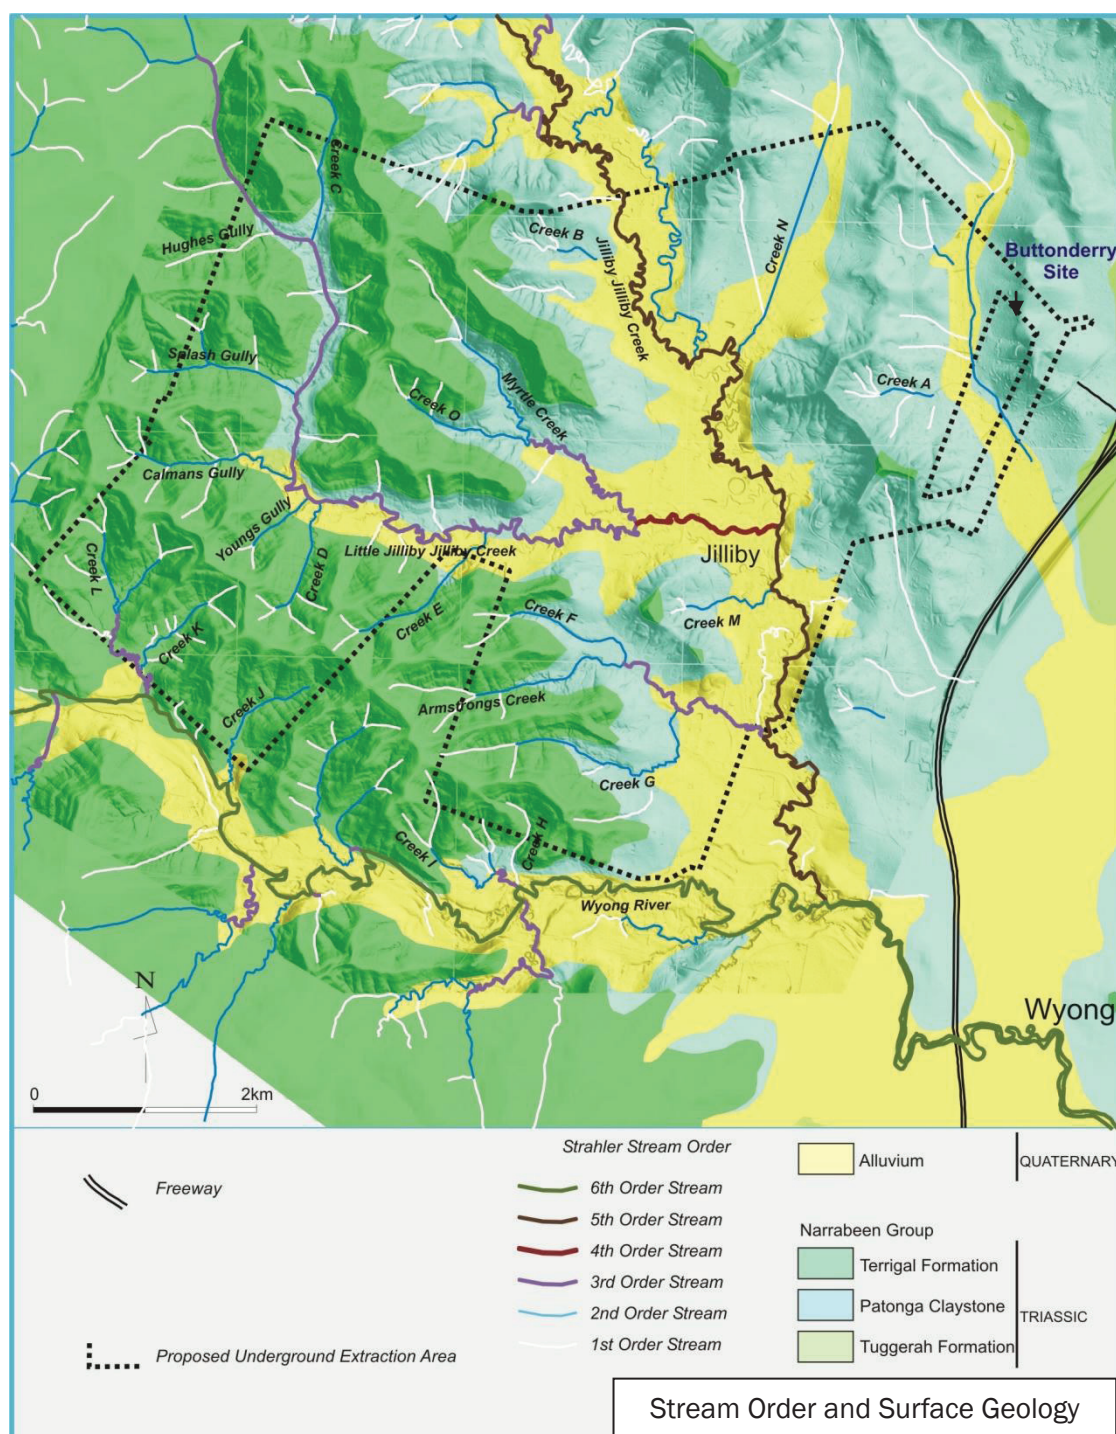 Creek C
Hughes Gully
Creek B
Jilliby Jilliby Creek
Creek N
Buttonderry
Site
Splash Gully
Myrtle Creek
Creek O
Creek A
Calmans Gully
Youngs Gully
Creek D
Little Jilliby Jilliby Creek
Jilliby
Creek L
Creek E
Creek F
Creek M
Creek K
Armstrongs Creek
Creek J
Creek G
Creek H
Creek I
Wyong River
N
Wyong
0 2km
Strahler Stream Order
Freeway
6th Order Stream
5th Order Stream
4th Order Stream
3rd Order Stream
2nd Order Stream
1st Order Stream
Proposed Underground Extraction Area
Alluvium
QUATERNARY
Narrabeen Group
Terrigal Formation
Patonga Claystone
TRIASSIC
Tuggerah Formation
Stream Order and Surface Geology